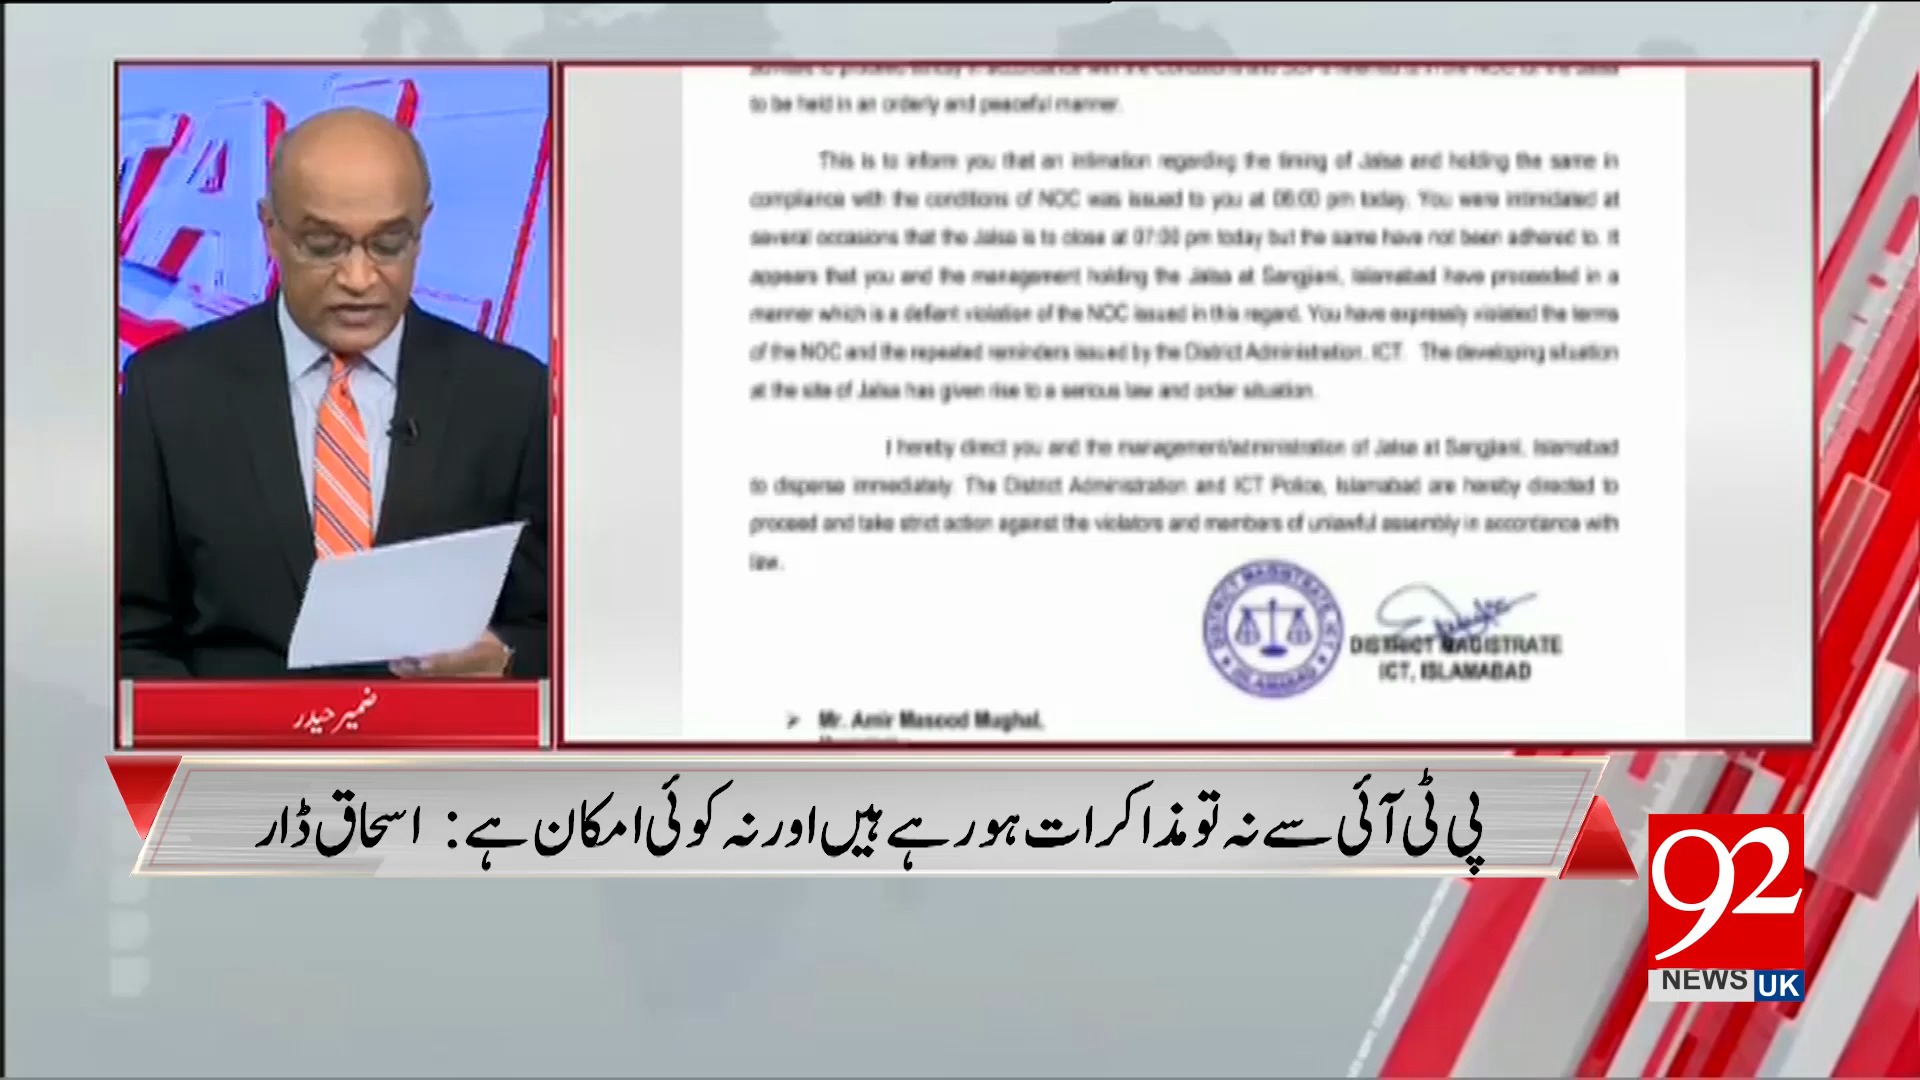 to be held in an orderly and peaceful manner.
This is to inform you that an intimation regarding the timing of Jalsa and holding the same in
compliance with the conditions of NOC was issued to you at 06:00 pm today. You were intimidated at
several occasions that the Jalsa is to close at 07:00 pm today but the same have not been adhered to. It
appears that you and the management holding the Jalsa at Sangjiani, Islamabad have proceeded in a
manner which is a defiant violation of the NOC issued in this regard. You have expressly violated the terms
of the NOC and the repeated reminders issued by the District Administration, ICT. The developing situation
at the site of Jalsa has given rise to a serious law and order situation.
I hereby direct you and the management/administration of Jalsa at Sangjiani, Islamabad
to disperse immediately. The District Administration and ICT Police, Islamabad are hereby directed to
proceed and take strict action against the violators and members of unlawful assembly in accordance with
law.
DISTRICT MAGISTRATE, ICT
ISLAMABAD
DISTRICT MAGISTRATE
ICT, ISLAMABAD
➢ Mr. Amir Masood Mughal,
ضمیر حیدر
پی ٹی آئی سے نہ تو مذاکرات ہو رہے ہیں اور نہ کوئی امکان ہے : اسحاق ڈار
92
NEWS UK